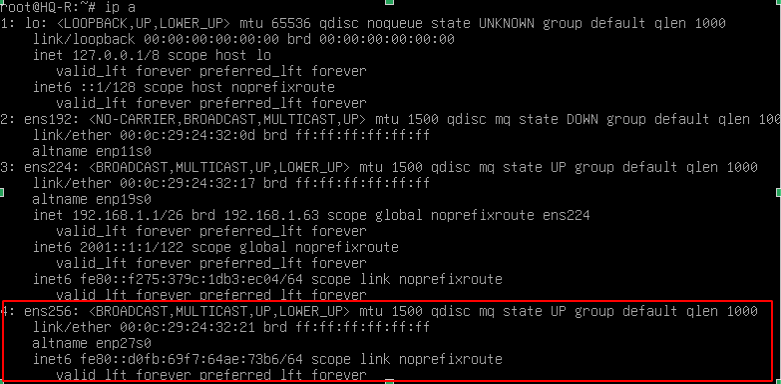 root@HQ-R:~# ip a
1: lo: <LOOPBACK,UP,LOWER_UP> mtu 65536 qdisc noqueue state UNKNOWN group default qlen 1000
link/loopback 00:00:00:00:00:00 brd 00:00:00:00:00:00
inet 127.0.0.1/8 scope host lo
valid_lft forever preferred_lft forever
inet6 ::1/128 scope host noprefixroute
valid_lft forever preferred_lft forever
2: ens192: <NO-CARRIER,BROADCAST,MULTICAST,UP> mtu 1500 qdisc mq state DOWN group default qlen 100
link/ether 00:0c:29:24:32:0d brd ff:ff:ff:ff:ff:ff
altname enp11s0
3: ens224: <BROADCAST,MULTICAST,UP,LOWER_UP> mtu 1500 qdisc mq state UP group default qlen 1000
link/ether 00:0c:29:24:32:17 brd ff:ff:ff:ff:ff:ff
altname enp19s0
inet 192.168.1.1/26 brd 192.168.1.63 scope global noprefixroute ens224
valid_lft forever preferred_lft forever
inet6 2001::1:1/122 scope global noprefixroute
valid_lft forever preferred_lft forever
inet6 fe80::f275:379c:1db3:ec04/64 scope link noprefixroute
valid_lft forever preferred_lft forever
4: ens256: <BROADCAST,MULTICAST,UP,LOWER_UP> mtu 1500 qdisc mq state UP group default qlen 1000
link/ether 00:0c:29:24:32:21 brd ff:ff:ff:ff:ff:ff
altname enp27s0
inet6 fe80::d0fb:69f7:64ae:73b6/64 scope link noprefixroute
valid_lft forever preferred_lft forever